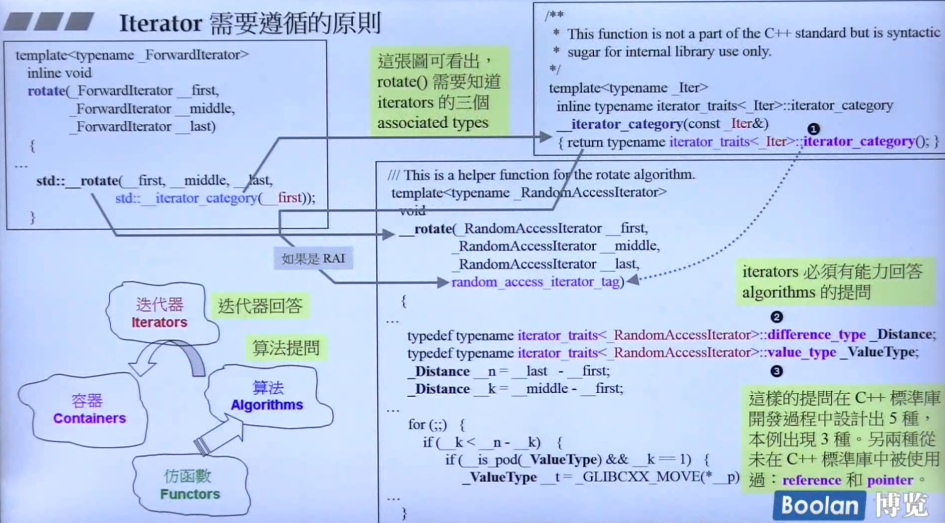 Iterator 需要遵循的原則
template<typename _ForwardIterator>
inline void
rotate(_ForwardIterator __first,
_ForwardIterator __middle,
_ForwardIterator __last)
{
...
std::__rotate(__first, __middle, __last,
std::__iterator_category(__first));
}
這張圖可看出，
rotate() 需要知道
iterators 的三個
associated types
/**
* This function is not a part of the C++ standard but is syntactic
* sugar for internal library use only.
*/
template<typename _Iter>
inline typename iterator_traits<_Iter>::iterator_category
__iterator_category(const _Iter&)
❶
{ return typename iterator_traits<_Iter>::iterator_category(); }
/// This is a helper function for the rotate algorithm.
template<typename _RandomAccessIterator>
void
__rotate(_RandomAccessIterator __first,
_RandomAccessIterator __middle,
_RandomAccessIterator __last,
random_access_iterator_tag)
{
...
typedef typename iterator_traits<_RandomAccessIterator>::difference_type _Distance;
typedef typename iterator_traits<_RandomAccessIterator>::value_type _ValueType;
_Distance __n = __last - __first;
_Distance __k = __middle - __first;
...
for (;;) {
if (__k < __n - __k) {
if (__is_pod(_ValueType) && __k == 1) {
_ValueType __t = _GLIBCXX_MOVE(*__p)
...
}
如果是 RAI
iterators 必須有能力回答
algorithms 的提問
❷
❸
這樣的提問在 C++ 標準庫
開發過程中設計出 5 種，
本例出現 3 種。另兩種從
未在 C++ 標準庫中被使用
過：reference 和 pointer。
迭代器
Iterators
迭代器回答
算法提問
容器
Containers
算法
Algorithms
仿函數
Functors
Boolan 博览